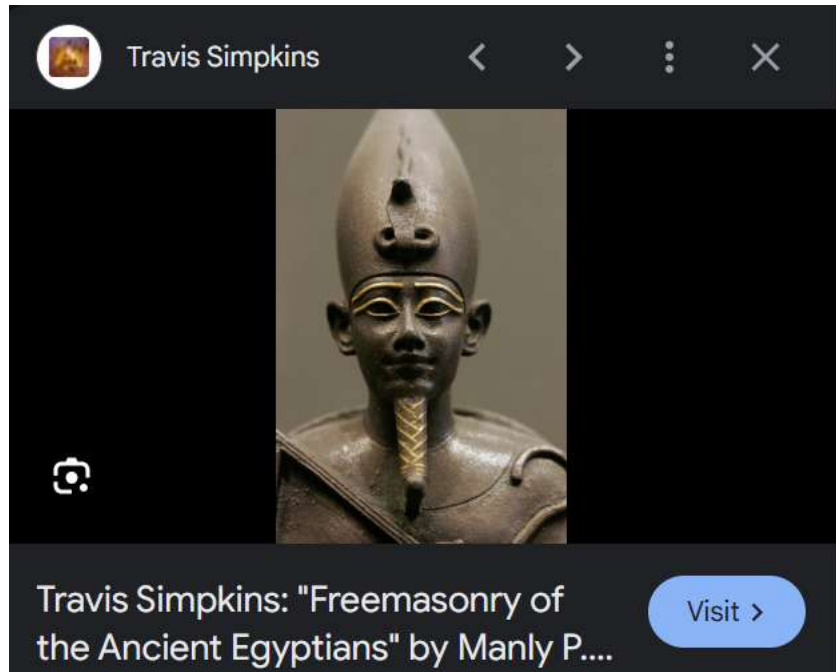 Travis Simpkins
Travis Simpkins: "Freemasonry of
the Ancient Egyptians" by Manly P....
Visit >